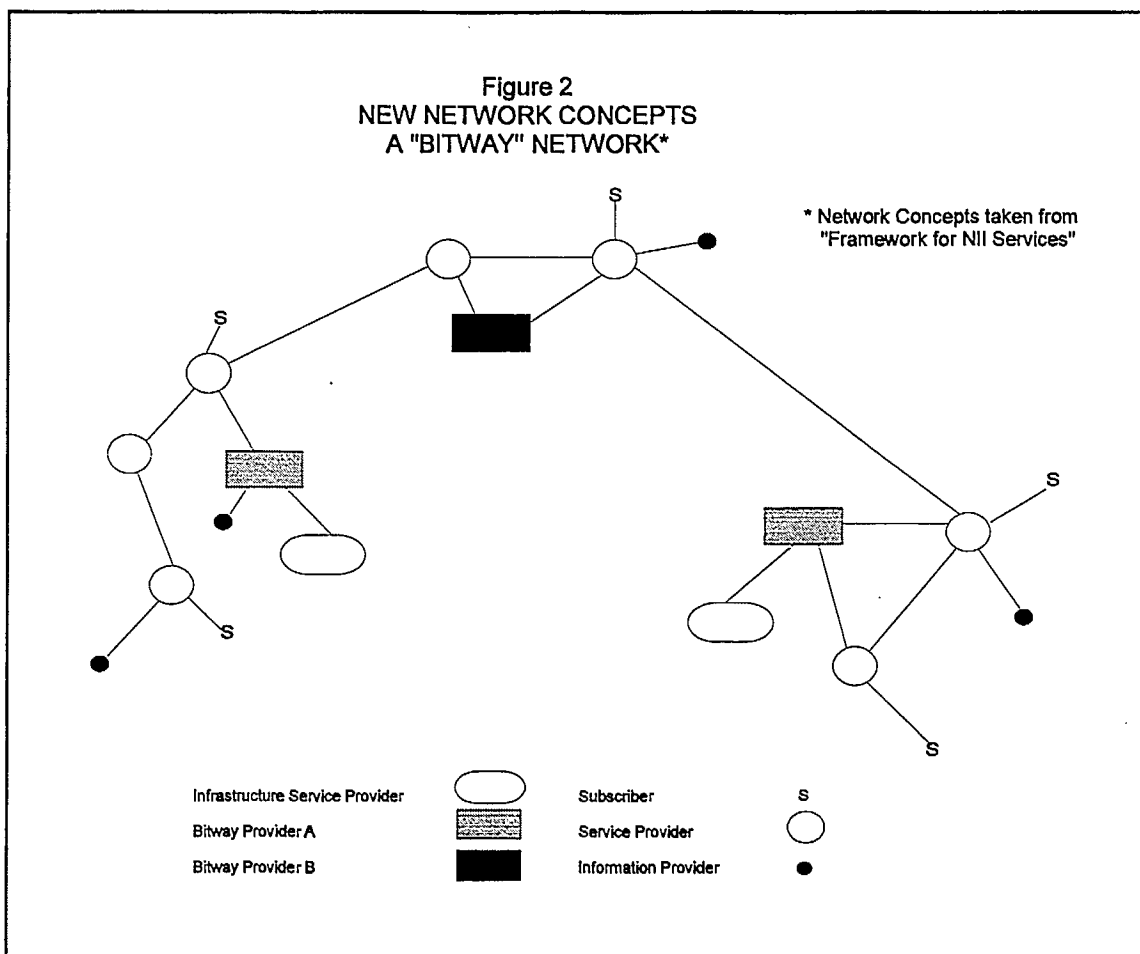 Figure 2
NEW NETWORK CONCEPTS
A "BITWAY" NETWORK*
* Network Concepts taken from
"Framework for NII Services"
S
S
S
S
S
Infrastructure Service Provider
Subscriber
S
Bitway Provider A
Service Provider
Bitway Provider B
Information Provider